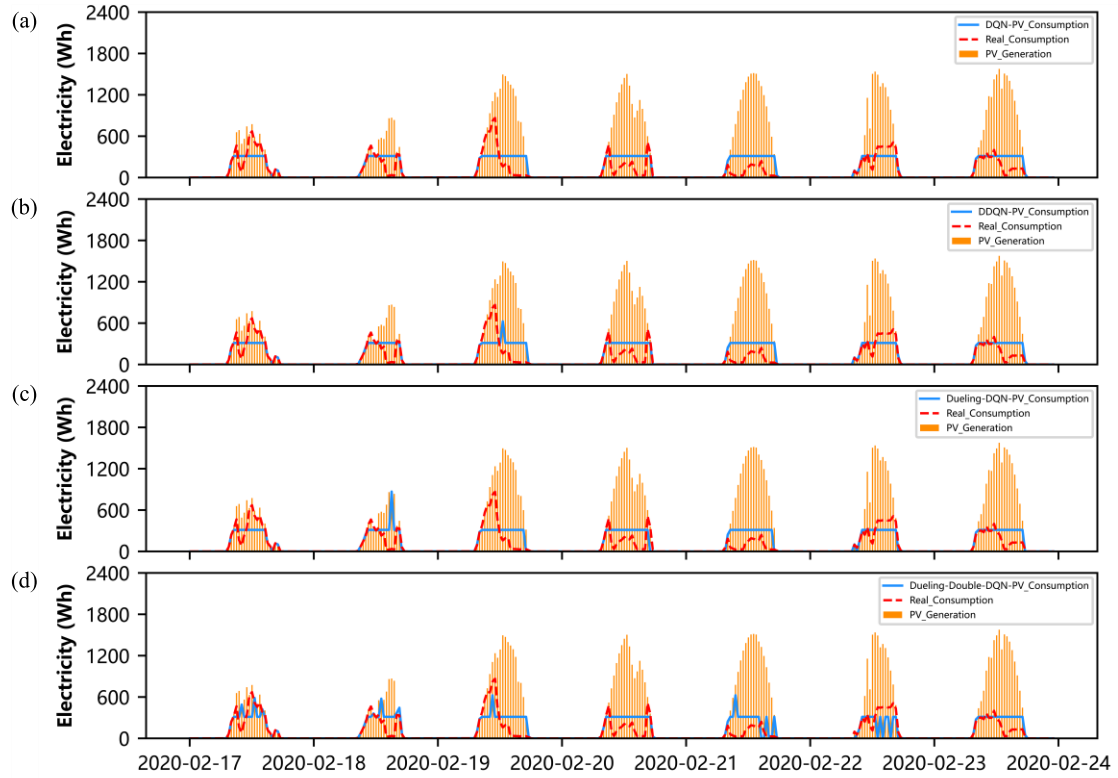 (a)
Electricity (Wh)
2400
1800
1200
600
0
DQN-PV_Consumption
Real_Consumption
PV_Generation
(b)
Electricity (Wh)
2400
1800
1200
600
0
DDQN-PV_Consumption
Real_Consumption
PV_Generation
(c)
Electricity (Wh)
2400
1800
1200
600
0
Dueling-DQN-PV_Consumption
Real_Consumption
PV_Generation
(d)
Electricity (Wh)
2400
1800
1200
600
0
Dueling-Double-DQN-PV_Consumption
Real_Consumption
PV_Generation
2020-02-17 2020-02-18 2020-02-19 2020-02-20 2020-02-21 2020-02-22 2020-02-23 2020-02-24